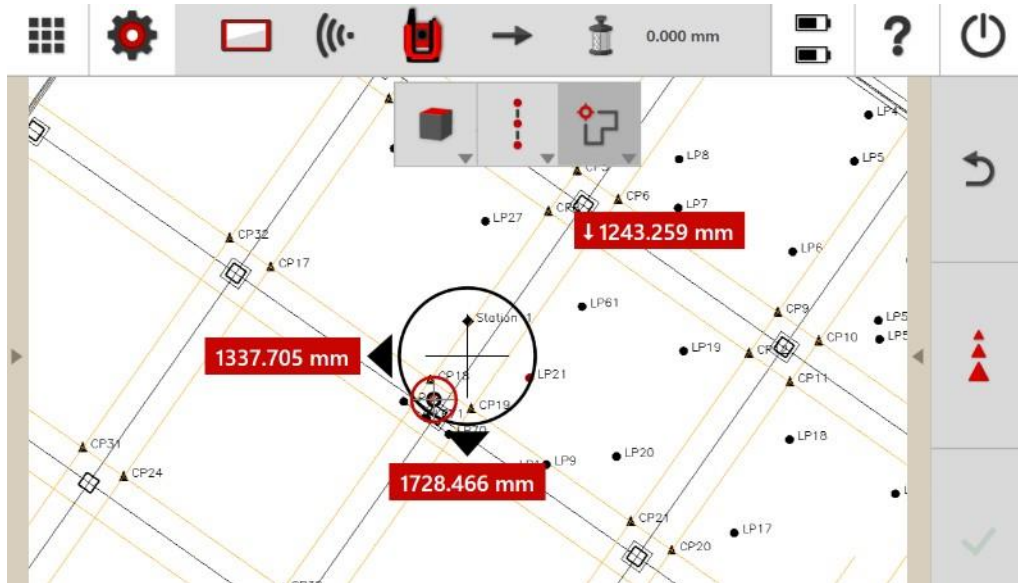 0.000 mm
?
LP4
LP8
LP5
CP6
LP7
LP27
↓1243.259 mm
CP32
LP6
CP17
LP61
CP9
Station 1
CP10
1337.705 mm
LP19
CP18
LP21
CP11
CP19
LP18
CP31
LP20
LP9
CP24
1728.466 mm
CP21
LP17
CP20